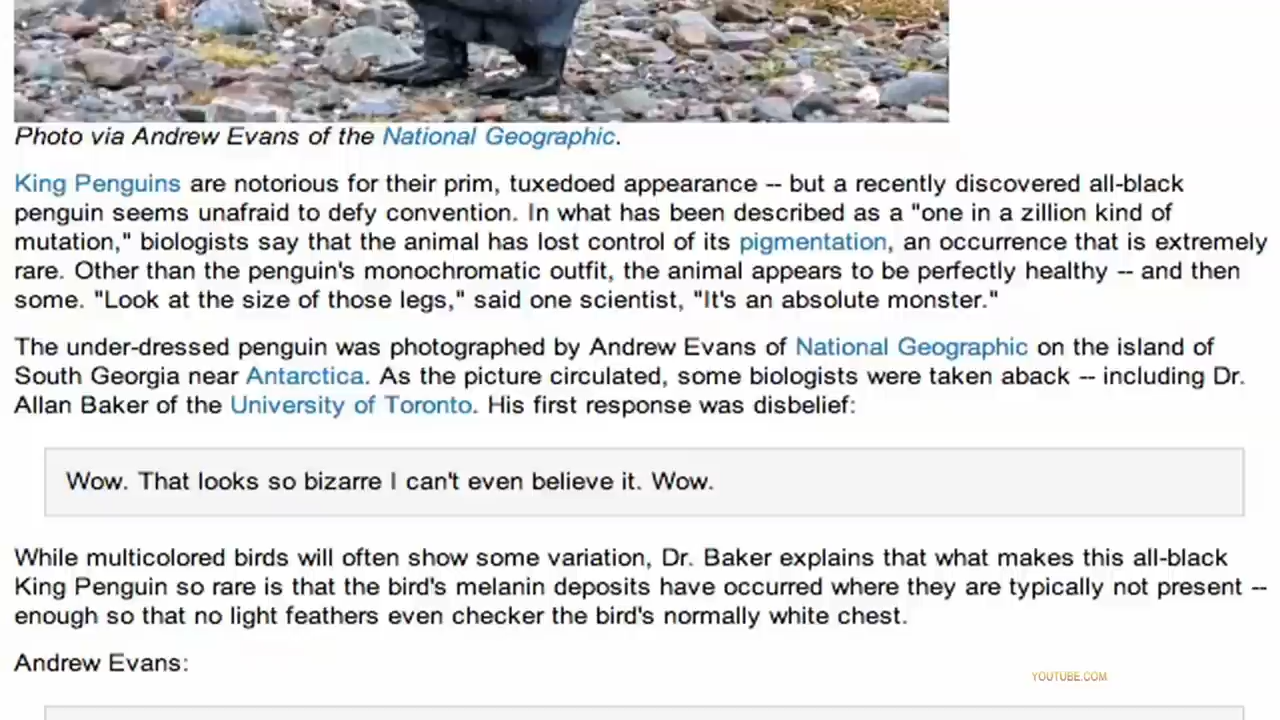 Photo via Andrew Evans of the National Geographic.
King Penguins are notorious for their prim, tuxedoed appearance -- but a recently discovered all-black
penguin seems unafraid to defy convention. In what has been described as a "one in a zillion kind of
mutation," biologists say that the animal has lost control of its pigmentation, an occurrence that is extremely
rare. Other than the penguin's monochromatic outfit, the animal appears to be perfectly healthy -- and then
some. "Look at the size of those legs," said one scientist, "It's an absolute monster."
The under-dressed penguin was photographed by Andrew Evans of National Geographic on the island of
South Georgia near Antarctica. As the picture circulated, some biologists were taken aback -- including Dr.
Allan Baker of the University of Toronto. His first response was disbelief:
Wow. That looks so bizarre I can't even believe it. Wow.
While multicolored birds will often show some variation, Dr. Baker explains that what makes this all-black
King Penguin so rare is that the bird's melanin deposits have occurred where they are typically not present --
enough so that no light feathers even checker the bird's normally white chest.
Andrew Evans:
YOUTUBE.COM